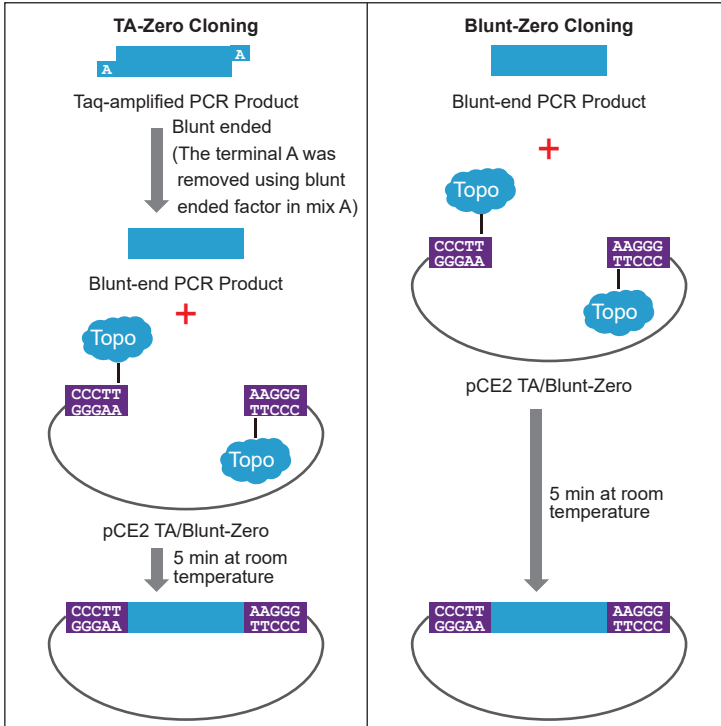 TA-Zero Cloning
A
A
Taq-amplified PCR Product
Blunt ended
(The terminal A was
removed using blunt
ended factor in mix A)
Blunt-end PCR Product
+
Topo
CCCTT
GGGAA
AAGGG
TTCCC
Topo
pCE2 TA/Blunt-Zero
5 min at room
temperature
CCCTT
GGGAA
AAGGG
TTCCC
Blunt-Zero Cloning
Blunt-end PCR Product
+
Topo
CCCTT
GGGAA
AAGGG
TTCCC
Topo
pCE2 TA/Blunt-Zero
5 min at room
temperature
CCCTT
GGGAA
AAGGG
TTCCC